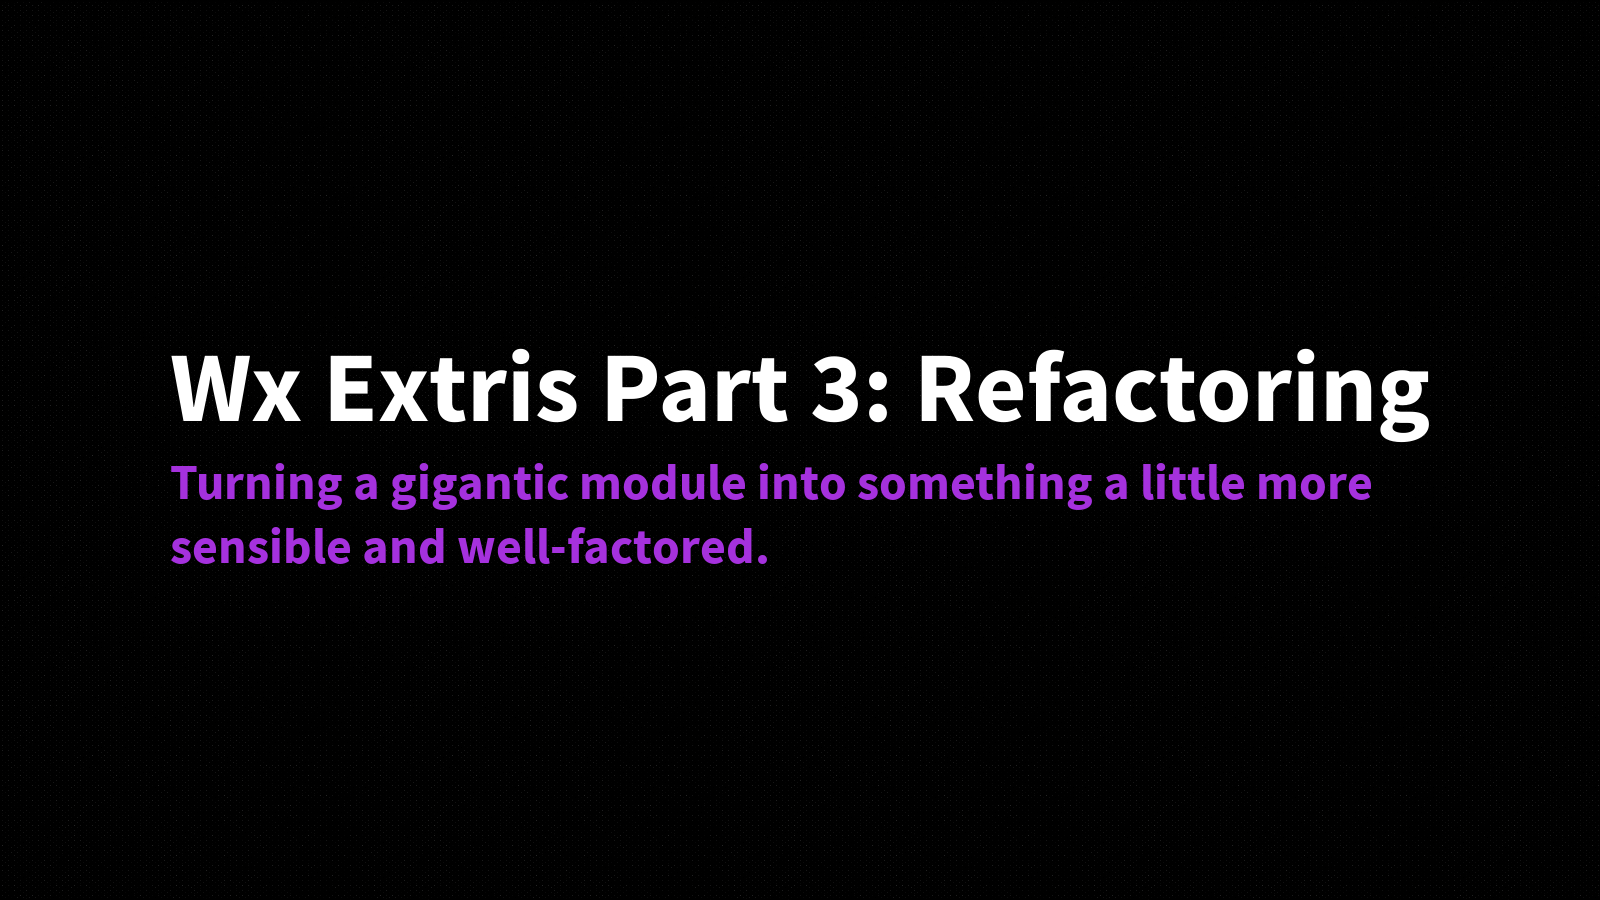 Wx Extris Part 3: Refactoring
Turning a gigantic module into something a little more
sensible and well-factored.